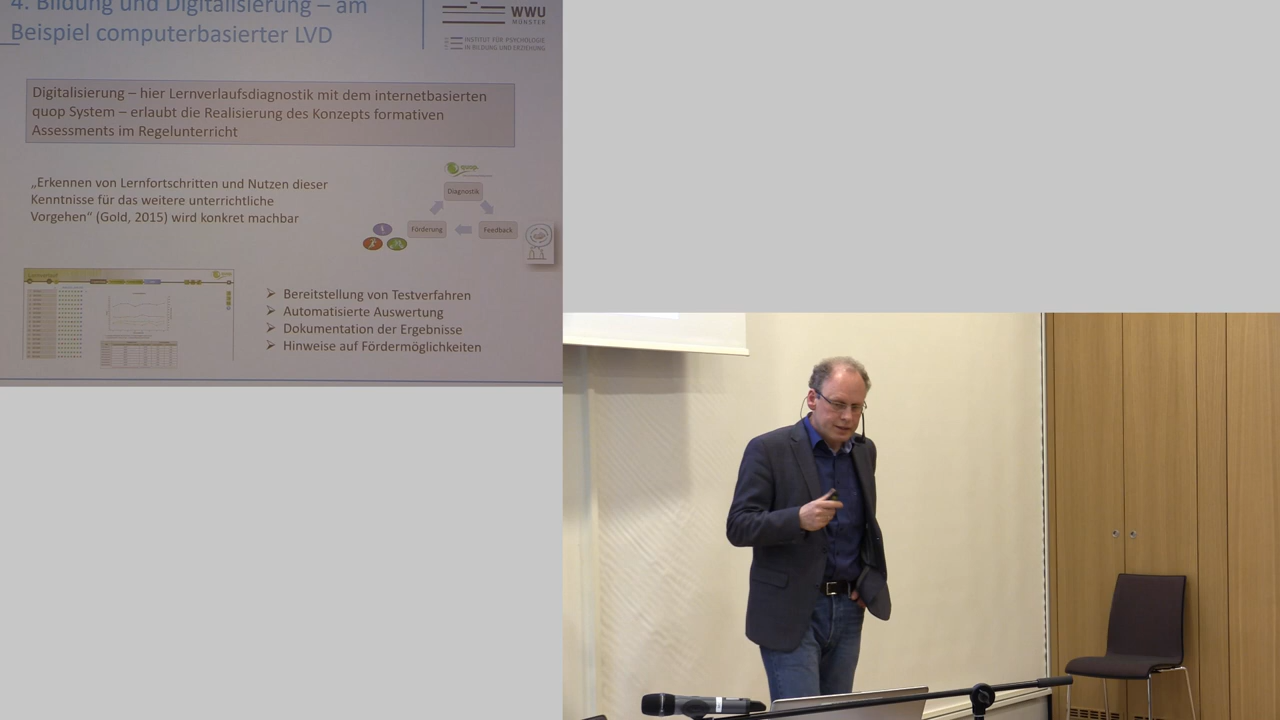 4. Bildung und Digitalisierung – am
Beispiel computerbasierter LVD
WWU
MÜNSTER
INSTITUT FÜR PSYCHOLOGIE
IN BILDUNG UND ERZIEHUNG
Digitalisierung – hier Lernverlaufsdiagnostik mit dem internetbasierten
quop System – erlaubt die Realisierung des Konzepts formativen
Assessments im Regelunterricht
„Erkennen von Lernfortschritten und Nutzen dieser
Kenntnisse für das weitere unterrichtliche
Vorgehen“ (Gold, 2015) wird konkret machbar
quop
Diagnostik
Förderung
Feedback
Bereitstellung von Testverfahren
Automatisierte Auswertung
Dokumentation der Ergebnisse
Hinweise auf Fördermöglichkeiten